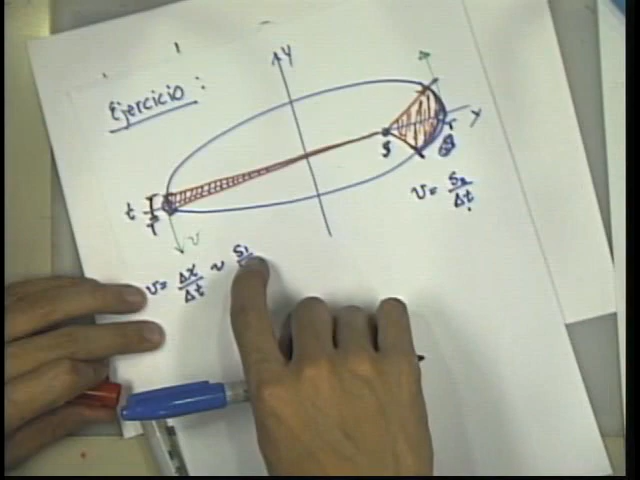 Ejercicio:
y
x
S
t
v
v = Δx/Δt ~ S1
v = S2/Δt